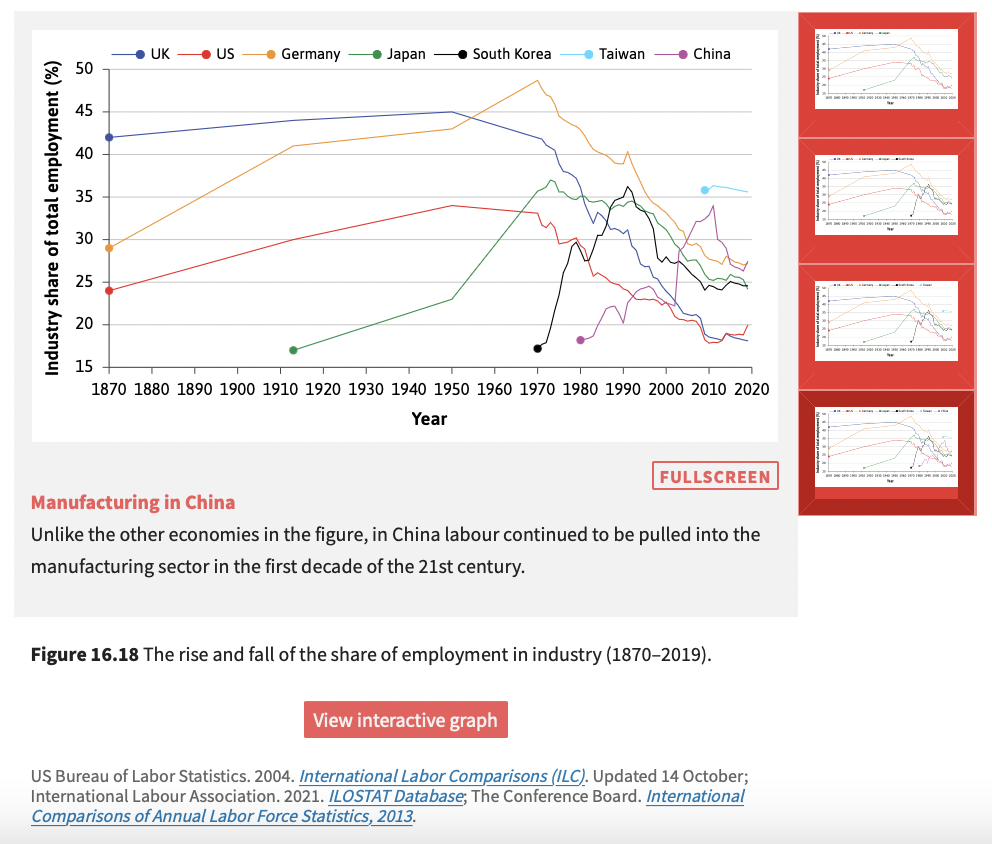 UK US Germany Japan South Korea Taiwan China
Industry share of total employment (%)
50
45
40
35
30
25
20
15
1870 1880 1890 1900 1910 1920 1930 1940 1950 1960 1970 1980 1990 2000 2010 2020
Year
FULLSCREEN
Manufacturing in China
Unlike the other economies in the figure, in China labour continued to be pulled into the
manufacturing sector in the first decade of the 21st century.
Figure 16.18 The rise and fall of the share of employment in industry (1870–2019).
View interactive graph
US Bureau of Labor Statistics. 2004. International Labor Comparisons (ILC). Updated 14 October;
International Labour Association. 2021. ILOSTAT Database; The Conference Board. International
Comparisons of Annual Labor Force Statistics, 2013.